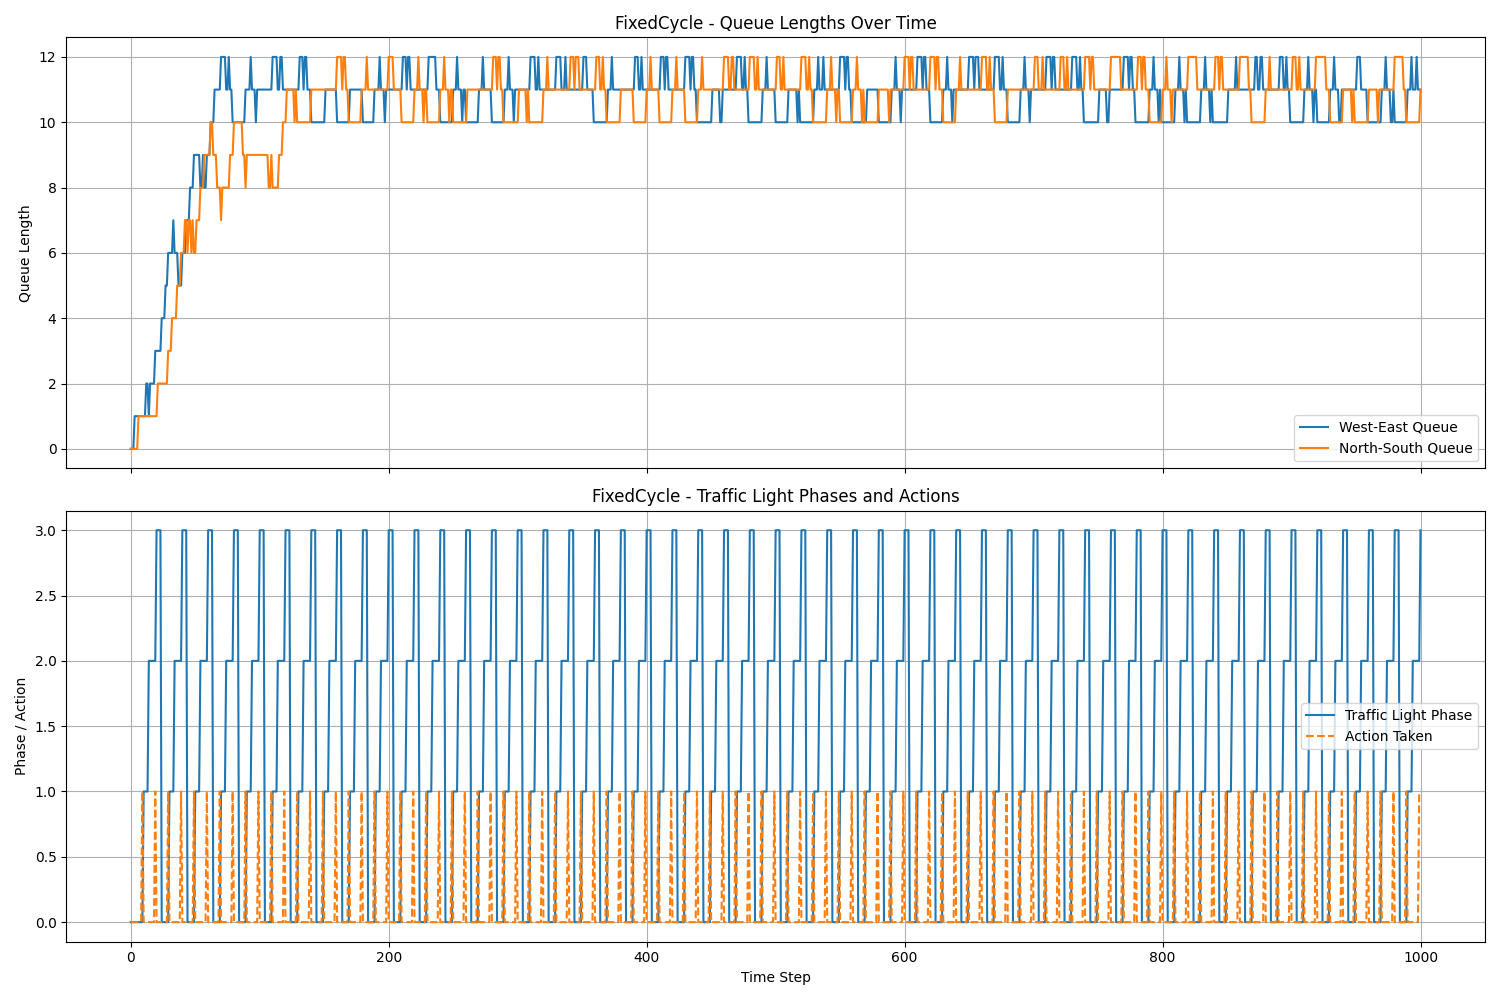 FixedCycle - Queue Lengths Over Time
12
10
8
6
4
2
0
Queue Length
West-East Queue
North-South Queue
FixedCycle - Traffic Light Phases and Actions
3.0
2.5
2.0
1.5
1.0
0.5
0.0
Phase / Action
Traffic Light Phase
Action Taken
0 200 400 600 800 1000
Time Step